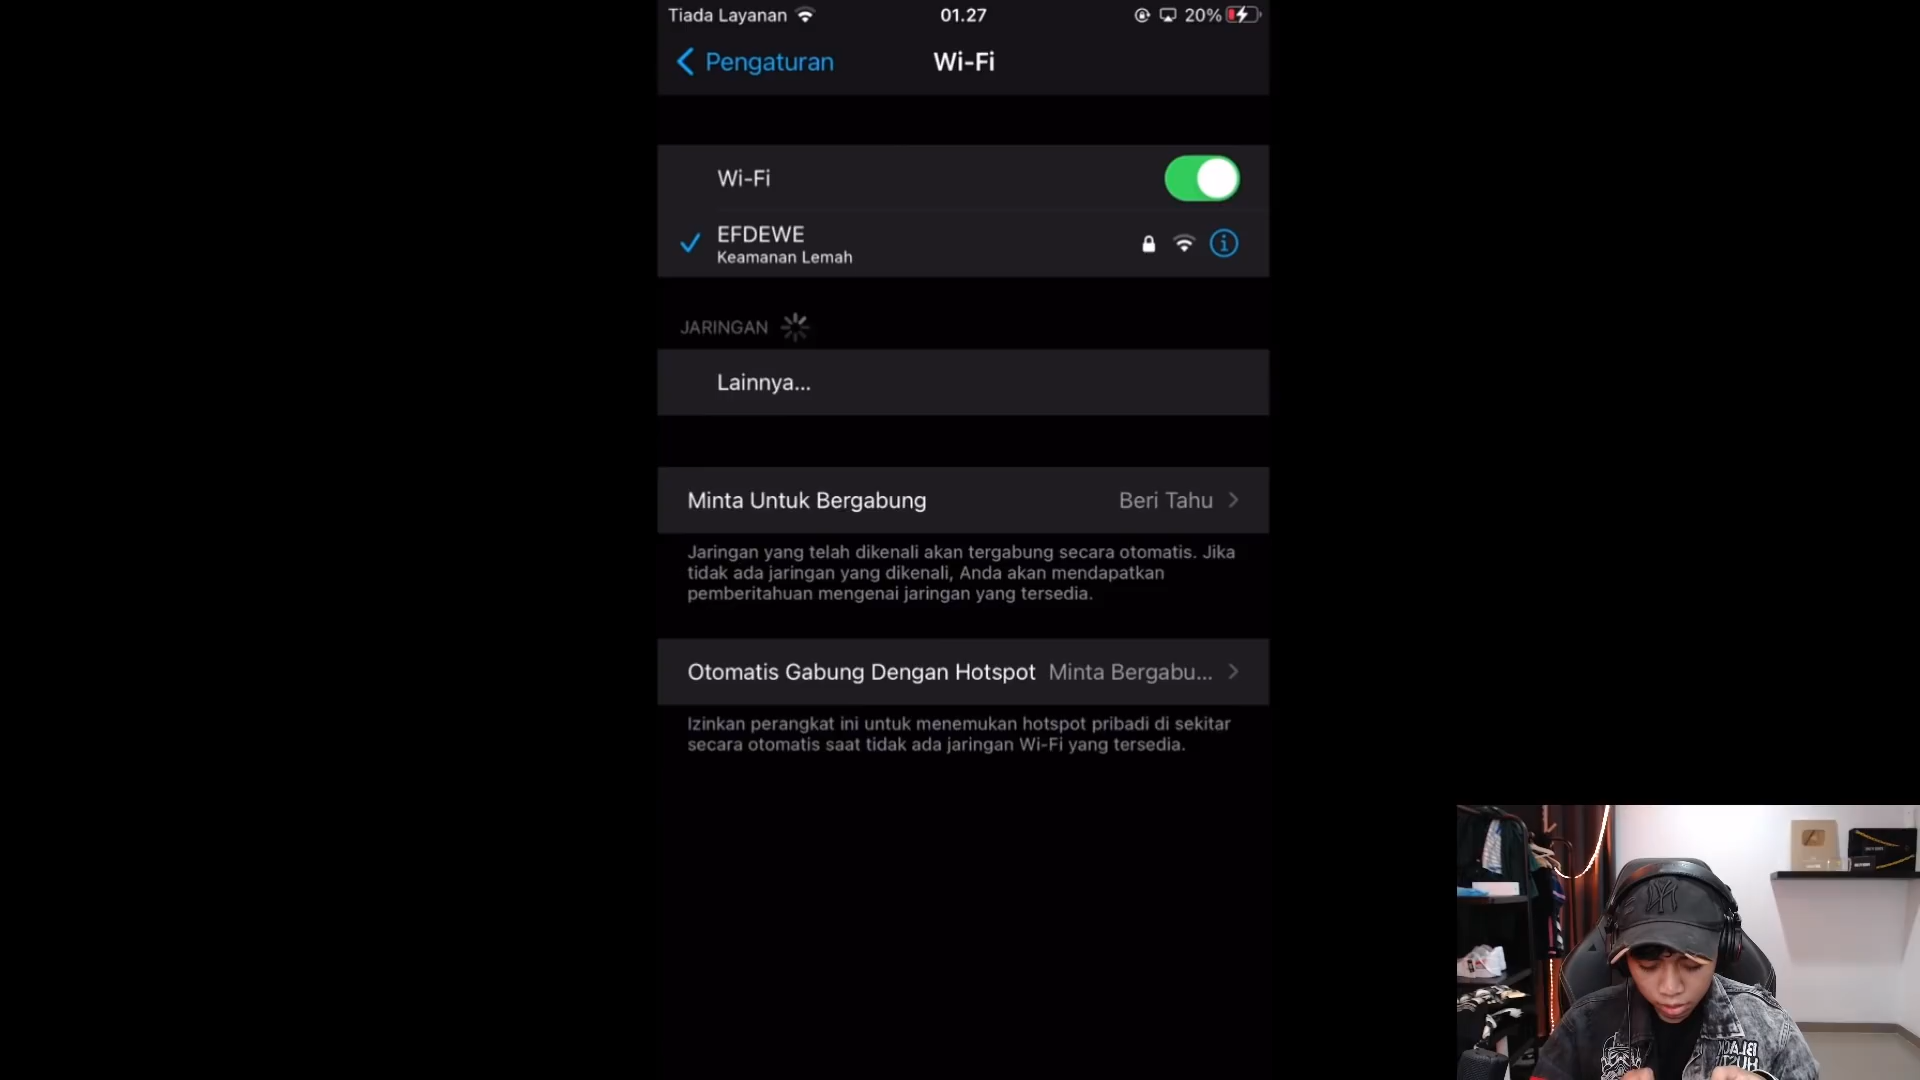 Tiada Layanan 01.27 20%
Pengaturan Wi-Fi
Wi-Fi
EFDEWE
Keamanan Lemah
JARINGAN
Lainnya...
Minta Untuk Bergabung Beri Tahu
Jaringan yang telah dikenali akan tergabung secara otomatis. Jika
tidak ada jaringan yang dikenali, Anda akan mendapatkan
pemberitahuan mengenai jaringan yang tersedia.
Otomatis Gabung Dengan Hotspot Minta Bergabu...
Izinkan perangkat ini untuk menemukan hotspot pribadi di sekitar
secara otomatis saat tidak ada jaringan Wi-Fi yang tersedia.